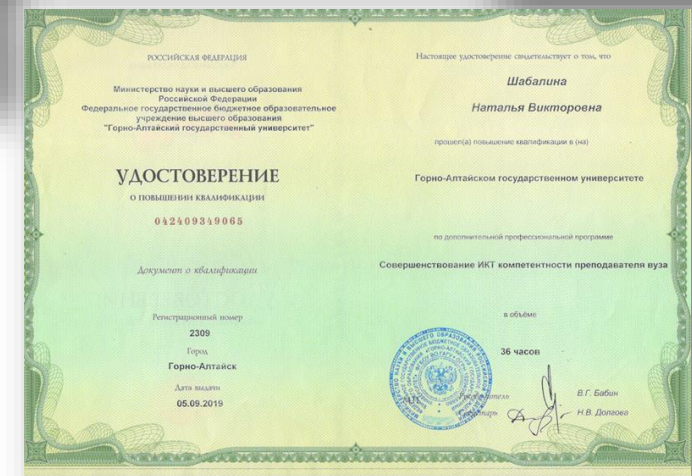 РОССИЙСКАЯ ФЕДЕРАЦИЯ
Министерство науки и высшего образования
Российской Федерации
Федеральное государственное бюджетное образовательное
учреждение высшего образования
"Горно-Алтайский государственный университет"
УДОСТОВЕРЕНИЕ
О ПОВЫШЕНИИ КВАЛИФИКАЦИИ
042409349065
Документ о квалификации
Регистрационный номер
2309
Город
Горно-Алтайск
Дата выдачи
05.09.2019
Настоящее удостоверение свидетельствует о том, что
Шабалина
Наталья Викторовна
прошел(а) повышение квалификации в (на)
Горно-Алтайском государственном университете
по дополнительной профессиональной программе
Совершенствование ИКТ компетентности преподавателя вуза
в объёме
36 часов
М.П.
В.Г. Бабин
Н.В. Долгова